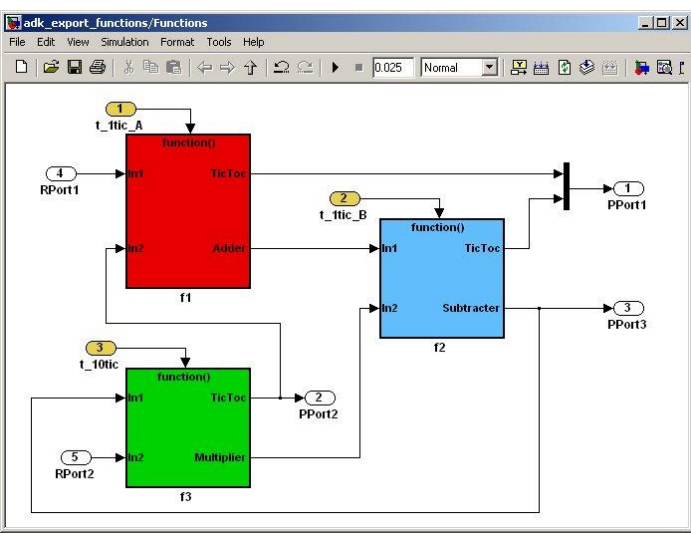 adk_export_functions/Functions
File Edit View Simulation Format Tools Help
0.025 Normal
1
t_1tic_A
function()
4
RPort1
In1
TicToc
In2
Adder
f1
2
t_1tic_B
function()
In1
TicToc
In2
Subtracter
f2
1
PPort1
3
PPort3
3
t_10tic
function()
In1
TicToc
2
PPort2
5
RPort2
In2
Multiplier
f3